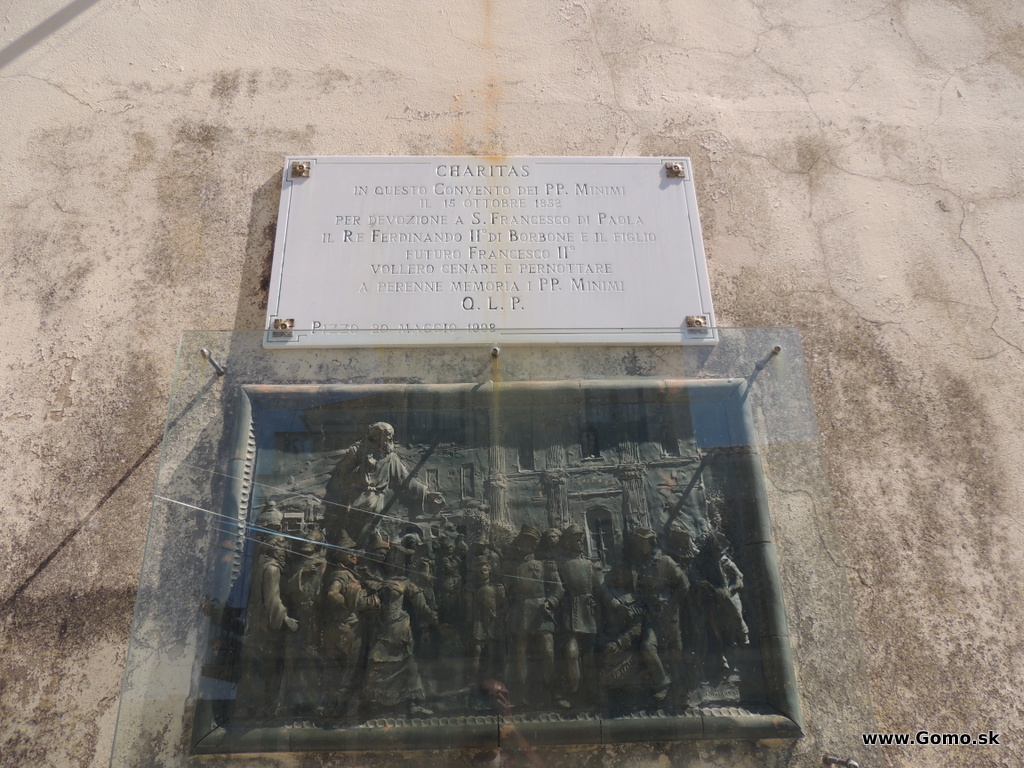 CHARITAS
IN QUESTO CONVENTO DEI PP. MINIMI
IL 15 OTTOBRE 1852
PER DEVOZIONE A S. FRANCESCO DI PAOLA
IL RE FERDINANDO II° DI BORBONE E IL FIGLIO
FUTURO FRANCESCO II°
VOLLERO CENARE E PERNOTTARE
A PERENNE MEMORIA I PP. MINIMI
Q. L. P.
PIZZO 30 MAGGIO 1998
www.Gomo.sk